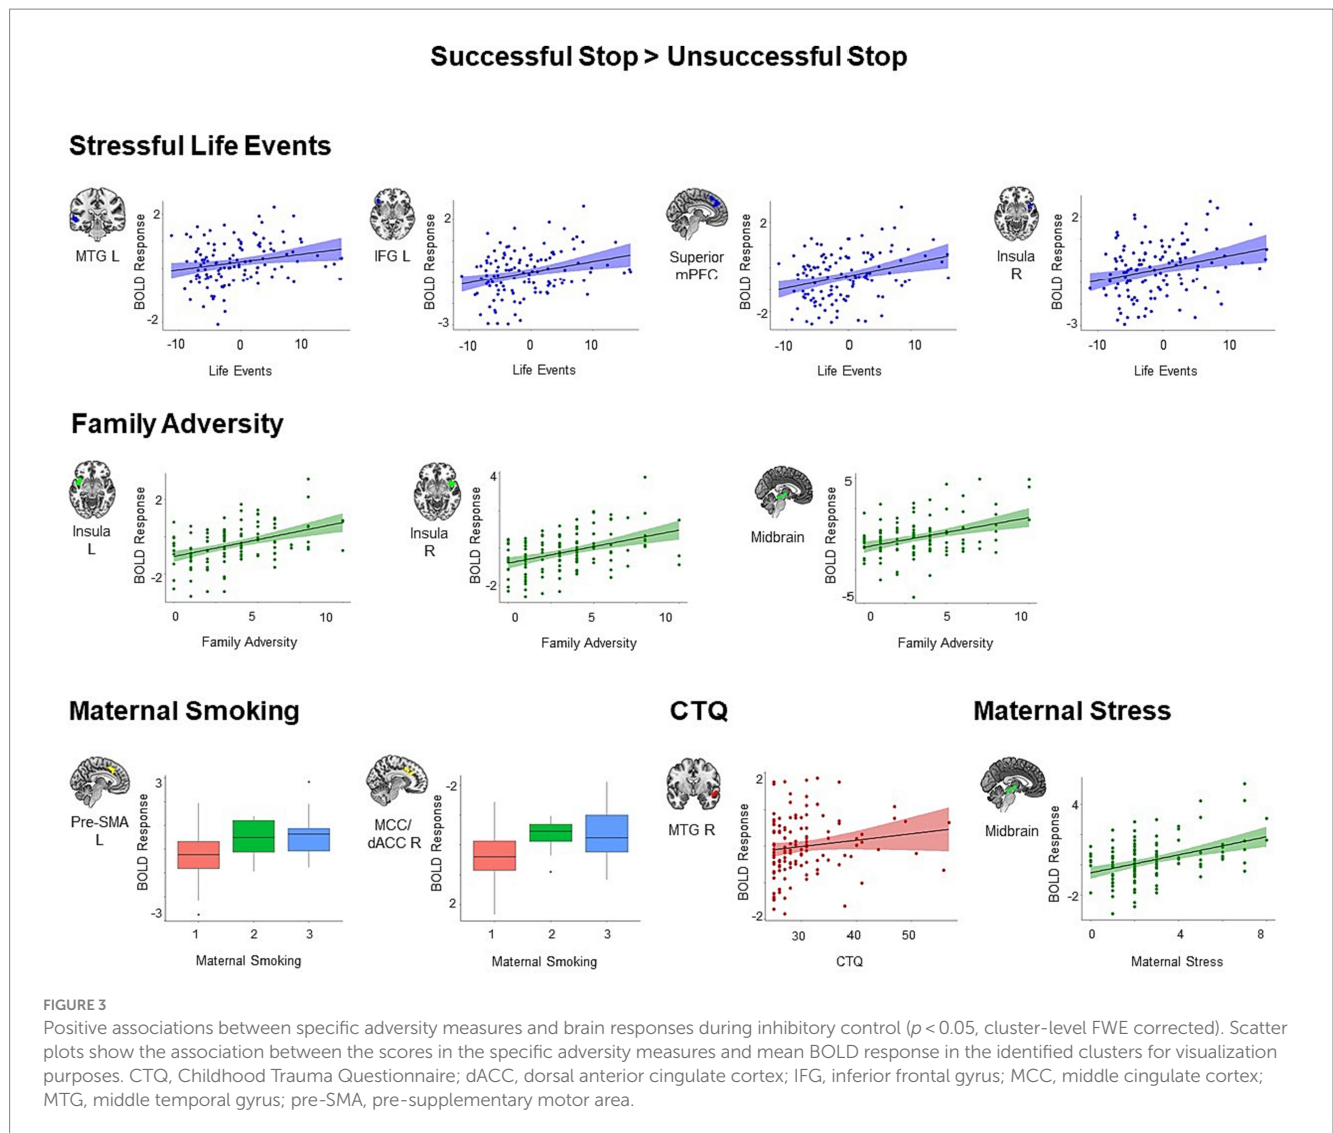 Successful Stop > Unsuccessful Stop
Stressful Life Events
MTG L
BOLD Response
2
-2
-10
0
10
Life Events
IFG L
BOLD Response
2
-3
-10
0
10
Life Events
Superior
mPFC
BOLD Response
2
-2
-10
0
10
Life Events
Insula
R
BOLD Response
2
-3
-10
0
10
Life Events
Family Adversity
Insula
L
BOLD Response
2
-2
0
5
10
Family Adversity
Insula
R
BOLD Response
4
-2
0
5
10
Family Adversity
Midbrain
BOLD Response
5
-5
0
5
10
Family Adversity
Maternal Smoking
Pre-SMA
L
BOLD Response
3
-3
1
2
3
Maternal Smoking
MCC/
dACC R
BOLD Response
-2
2
1
2
3
Maternal Smoking
CTQ
MTG R
BOLD Response
2
-2
30
40
50
CTQ
Maternal Stress
Midbrain
BOLD Response
4
-2
0
4
8
Maternal Stress
FIGURE 3
Positive associations between specific adversity measures and brain responses during inhibitory control (p < 0.05, cluster-level FWE corrected). Scatter
plots show the association between the scores in the specific adversity measures and mean BOLD response in the identified clusters for visualization
purposes. CTQ, Childhood Trauma Questionnaire; dACC, dorsal anterior cingulate cortex; IFG, inferior frontal gyrus; MCC, middle cingulate cortex;
MTG, middle temporal gyrus; pre-SMA, pre-supplementary motor area.